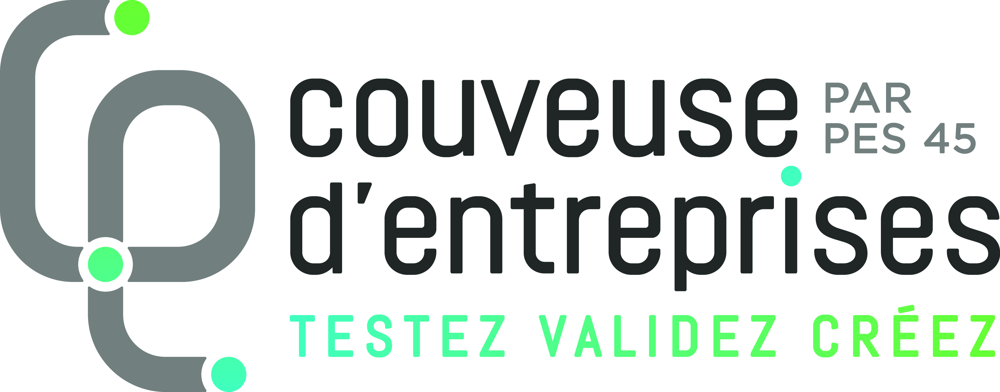 couveuse
PAR
PES 45
d'entreprises
TESTEZ VALIDEZ CRÉEZ